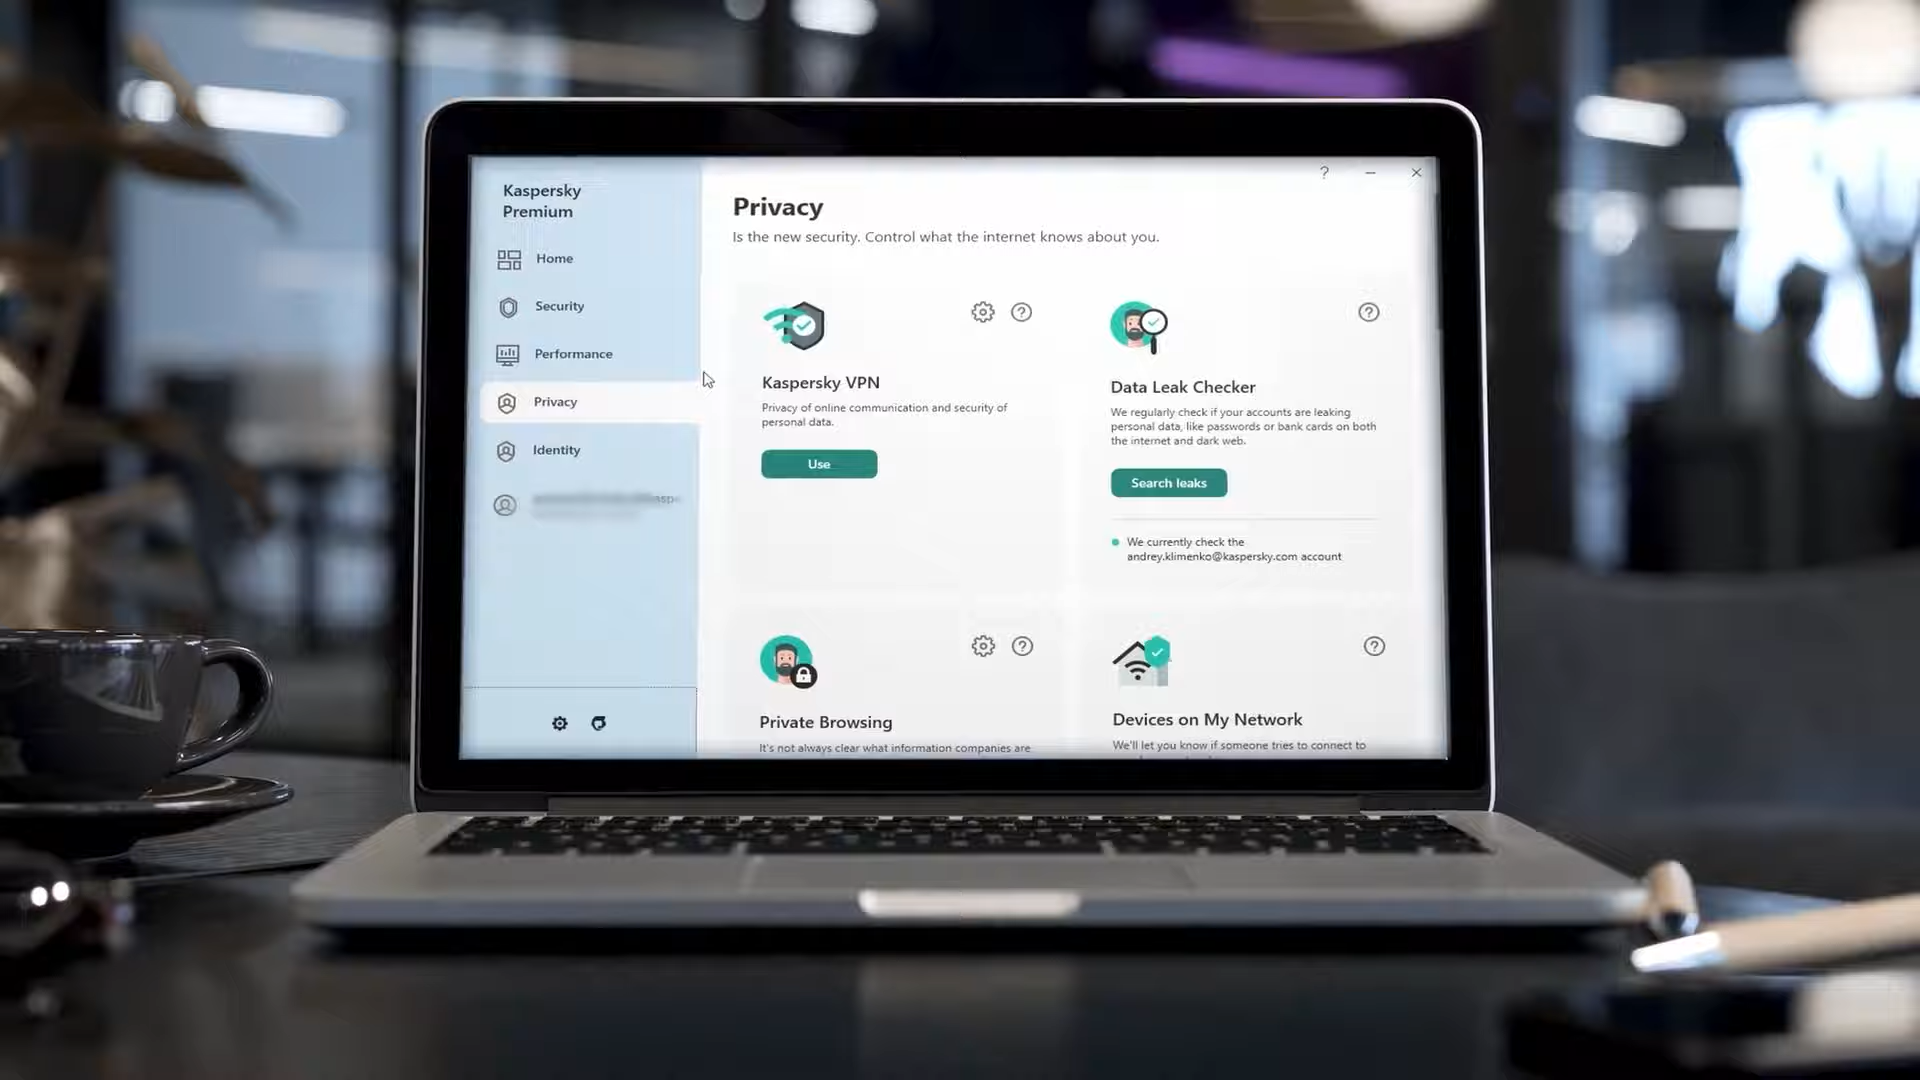 Kaspersky
Premium
Home
Security
Performance
Privacy
Identity
Privacy
Is the new security. Control what the internet knows about you.
Kaspersky VPN
Privacy of online communication and security of
personal data.
Use
Data Leak Checker
We regularly check if your accounts are leaking
personal data, like passwords or bank cards on both
the internet and dark web.
Search leaks
We currently check the
andrey.klimenko@kaspersky.com account
Private Browsing
It's not always clear what information companies are
Devices on My Network
We'll let you know if someone tries to connect to